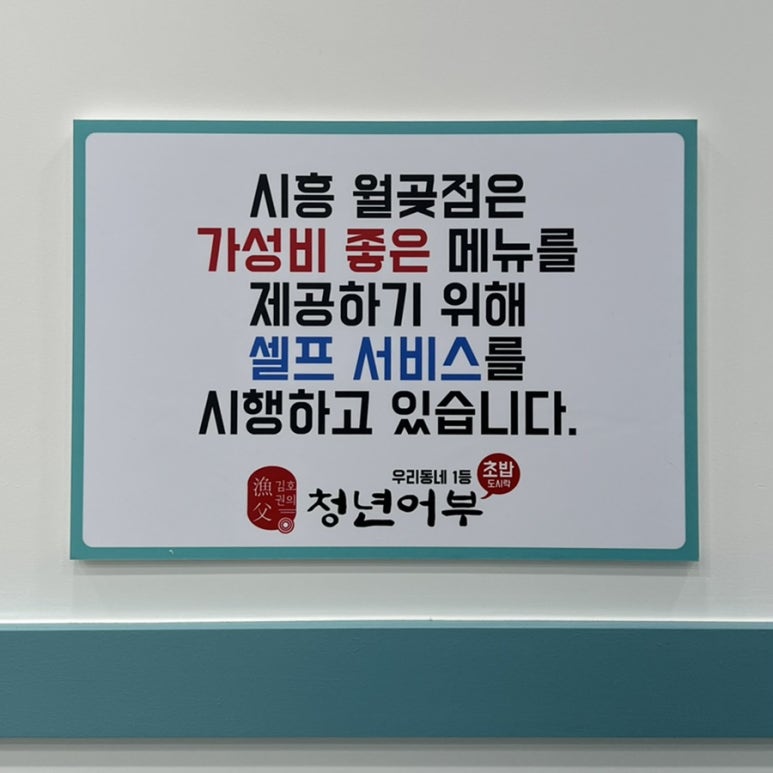 시흥 월곶점은
가성비 좋은 메뉴를
제공하기 위해
셀프 서비스를
시행하고 있습니다.
우리동네 1등
초밥
도시락
漁父
김호
권의
청년어부